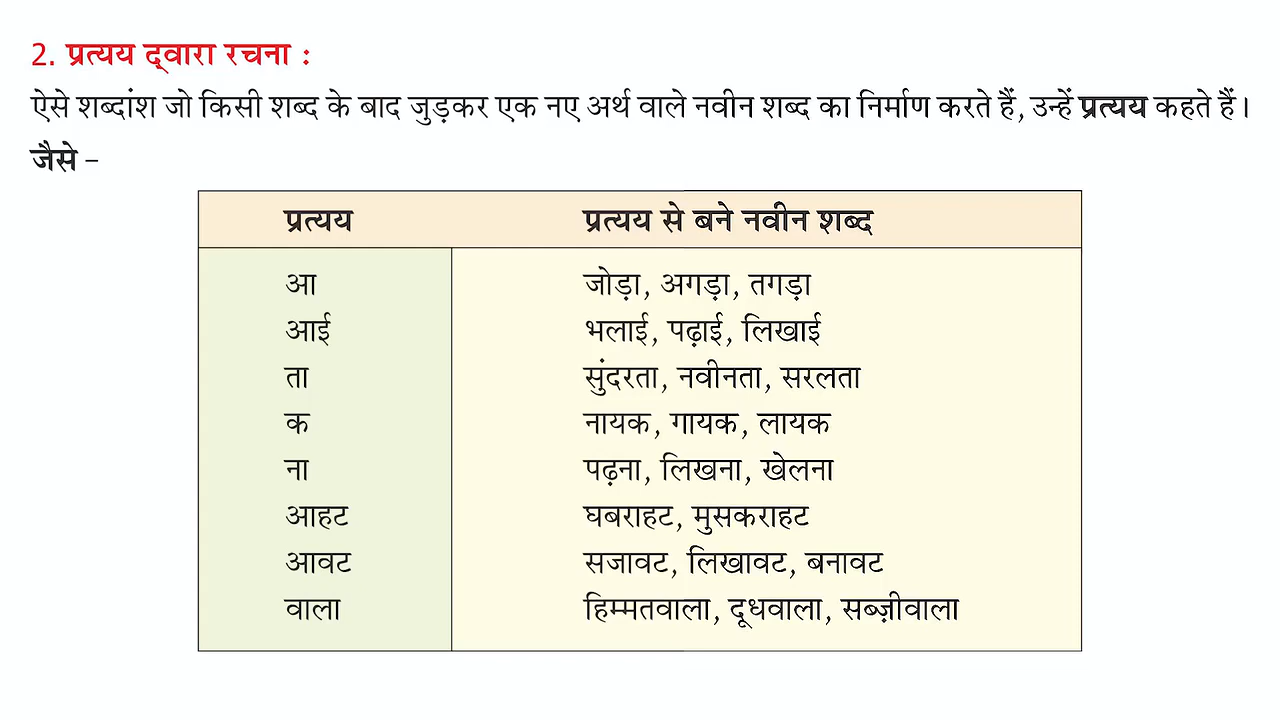 2. प्रत्यय द्‌वारा रचना :
ऐसे शब्दांश जो किसी शब्द के बाद जुड़कर एक नए अर्थ वाले नवीन शब्द का निर्माण करते हैं, उन्हें प्रत्यय कहते हैं।
जैसे –
प्रत्यय प्रत्यय से बने नवीन शब्द
आ जोड़ा, अगड़ा, तगड़ा
आई भलाई, पढ़ाई, लिखाई
ता सुंदरता, नवीनता, सरलता
क नायक, गायक, लायक
ना पढ़ना, लिखना, खेलना
आहट घबराहट, मुसकराहट
आवट सजावट, लिखावट, बनावट
वाला हिम्मतवाला, दूधवाला, सब्ज़ीवाला